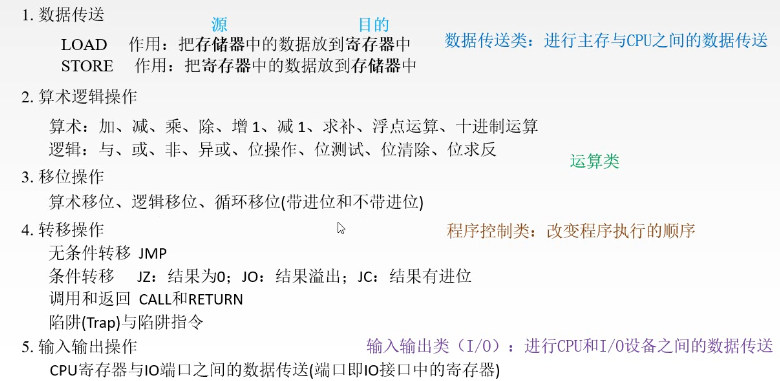 1. 数据传送
源 目的
LOAD 作用：把存储器中的数据放到寄存器中
数据传送类：进行主存与CPU之间的数据传送
STORE 作用：把寄存器中的数据放到存储器中
2. 算术逻辑操作
算术：加、减、乘、除、增 1、减 1、求补、浮点运算、十进制运算
逻辑：与、或、非、异或、位操作、位测试、位清除、位求反
运算类
3. 移位操作
算术移位、逻辑移位、循环移位(带进位和不带进位)
4. 转移操作
程序控制类：改变程序执行的顺序
无条件转移 JMP
条件转移 JZ：结果为0；JO：结果溢出；JC：结果有进位
调用和返回 CALL和RETURN
陷阱(Trap)与陷阱指令
5. 输入输出操作
输入输出类（I/O）：进行CPU和I/O设备之间的数据传送
CPU寄存器与IO端口之间的数据传送(端口即IO接口中的寄存器)